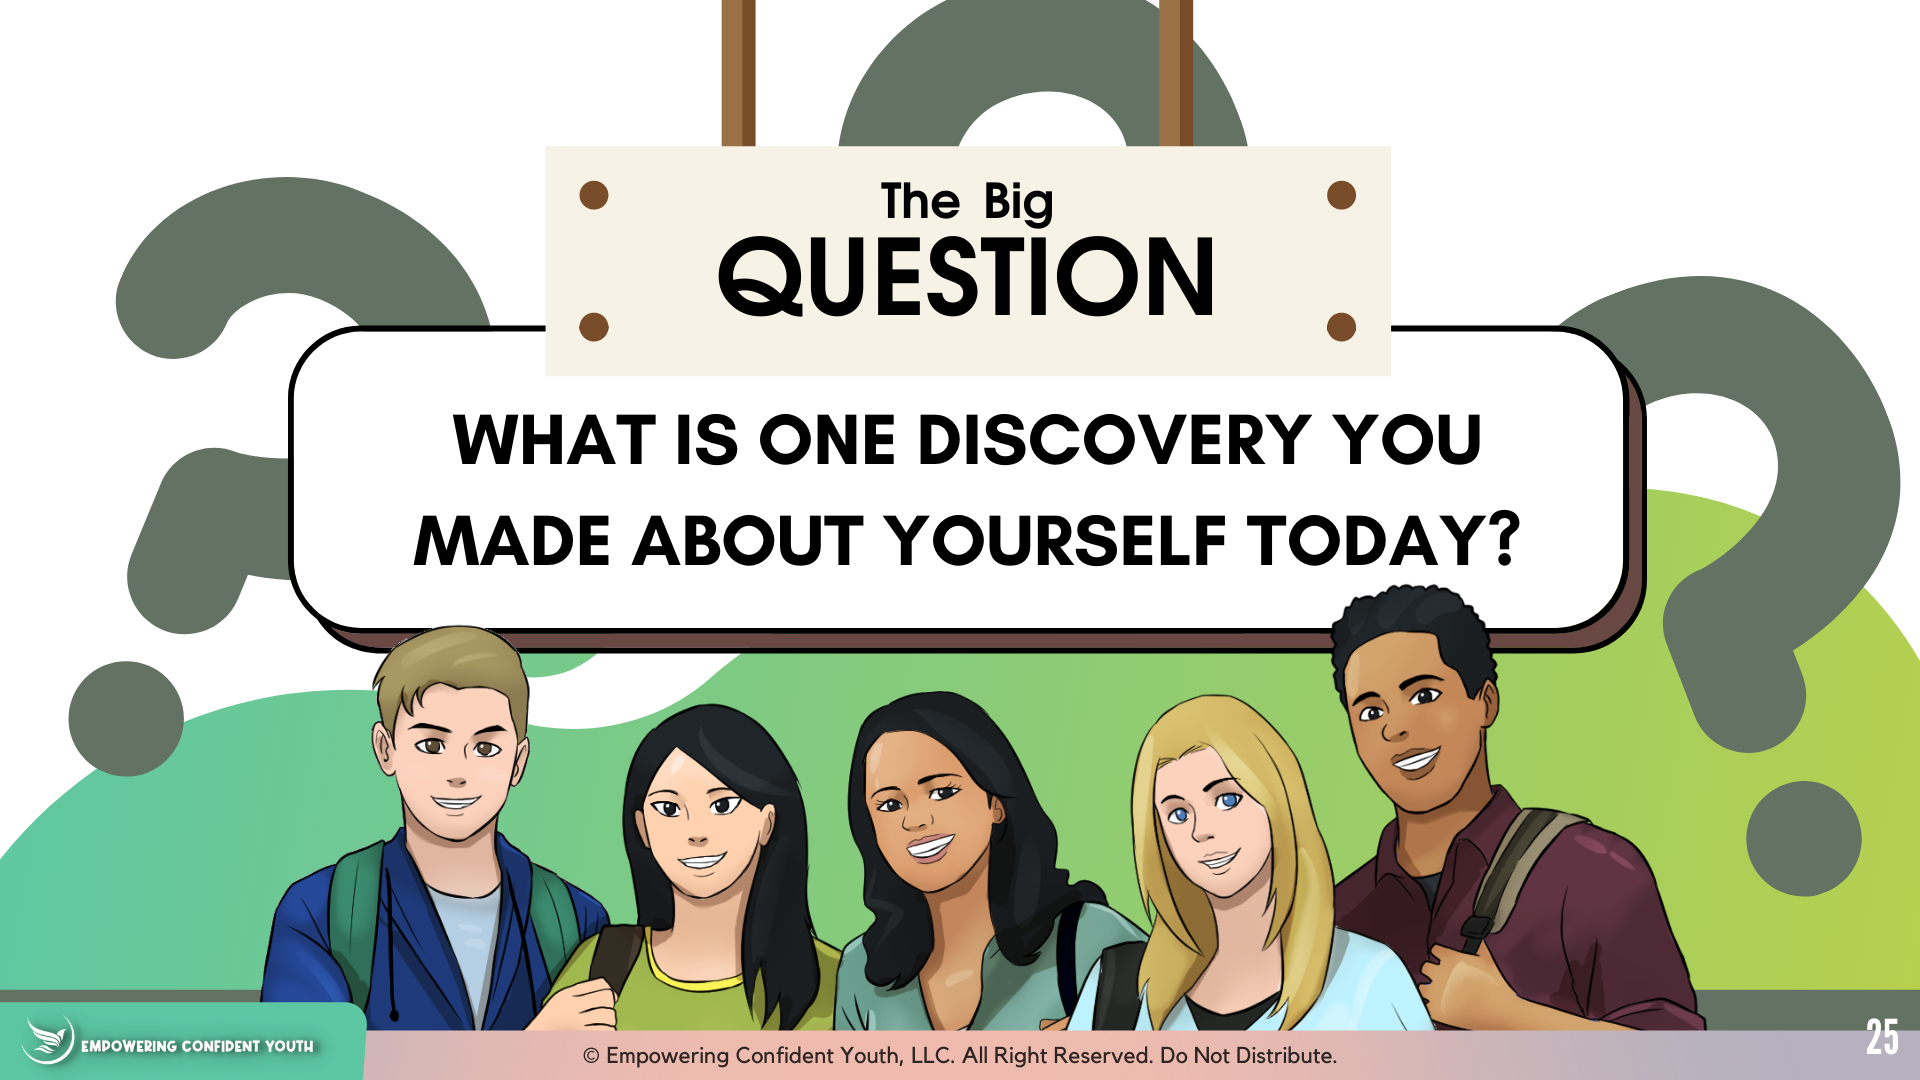 The Big
QUESTION
WHAT IS ONE DISCOVERY YOU
MADE ABOUT YOURSELF TODAY?
EMPOWERING CONFIDENT YOUTH
© Empowering Confident Youth, LLC. All Right Reserved. Do Not Distribute.
25